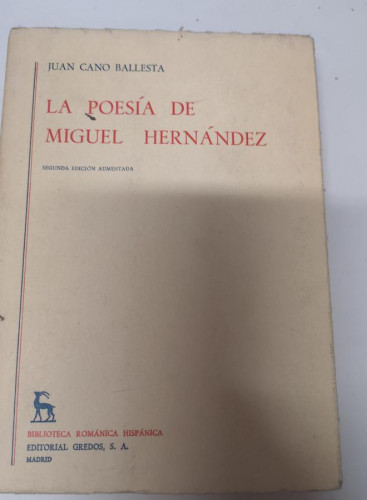 JUAN CANO BALLESTA
LA POESÍA DE
MIGUEL HERNÁNDEZ
SEGUNDA EDICIÓN AUMENTADA
BIBLIOTECA ROMÁNICA HISPÁNICA
EDITORIAL GREDOS, S. A.
MADRID